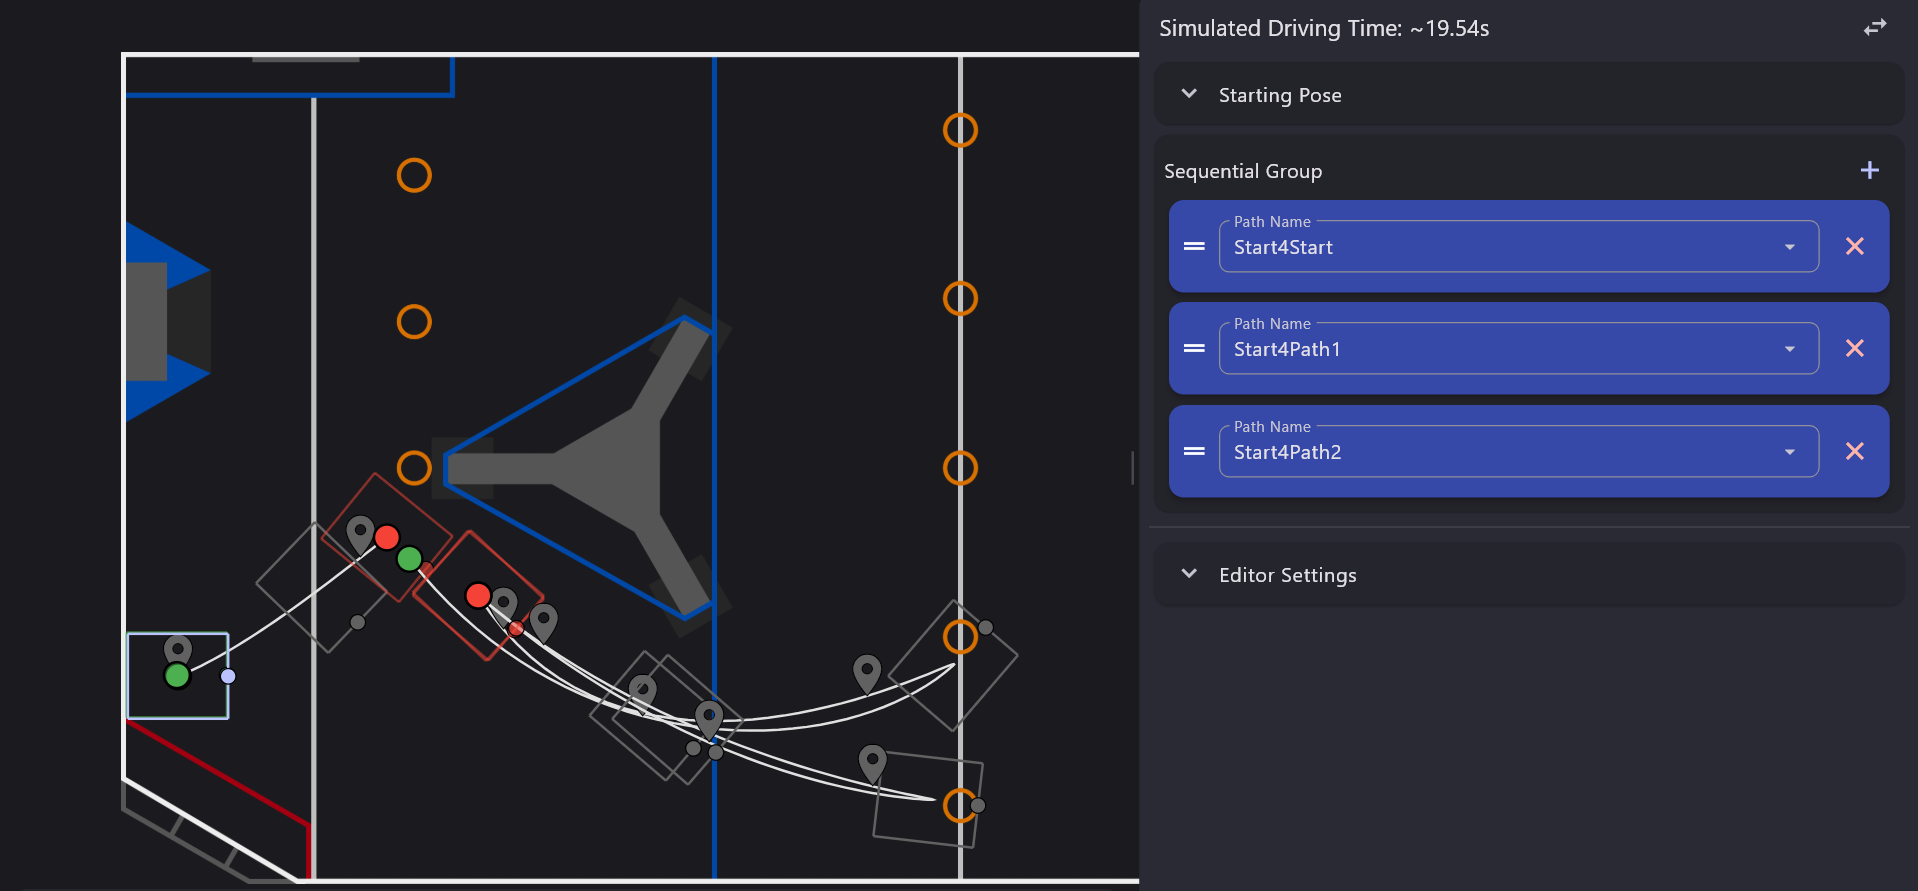 Simulated Driving Time: ~19.54s
Starting Pose
Sequential Group
Path Name
Start4Start
Path Name
Start4Path1
Path Name
Start4Path2
Editor Settings